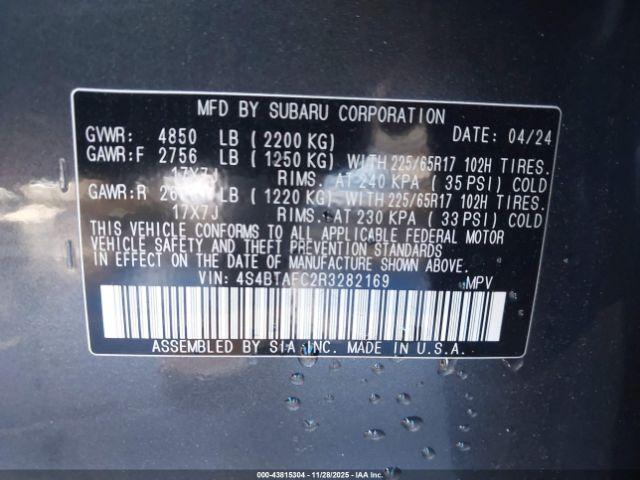 MFD BY SUBARU CORPORATION
GVWR: 4850 LB ( 2200 KG) DATE: 04/24
GAWR:F 2756 LB ( 1250 KG) WITH 225/65R17 102H TIRES.
17X7J RIMS. AT 240 KPA ( 35 PSI) COLD
GAWR:R LB ( 1220 KG) WITH 225/65R17 102H TIRES.
17X7J RIMS. AT 230 KPA ( 33 PSI) COLD
THIS VEHICLE CONFORMS TO ALL APPLICABLE FEDERAL MOTOR
VEHICLE SAFETY AND THEFT PREVENTION STANDARDS
IN EFFECT ON THE DATE OF MANUFACTURE SHOWN ABOVE.
VIN: 4S4BTAFC2R3282169 MPV
ASSEMBLED BY SIA INC. MADE IN U.S.A.
000-43815304 | 11/28/2025 | Copyright © IAA, LLC